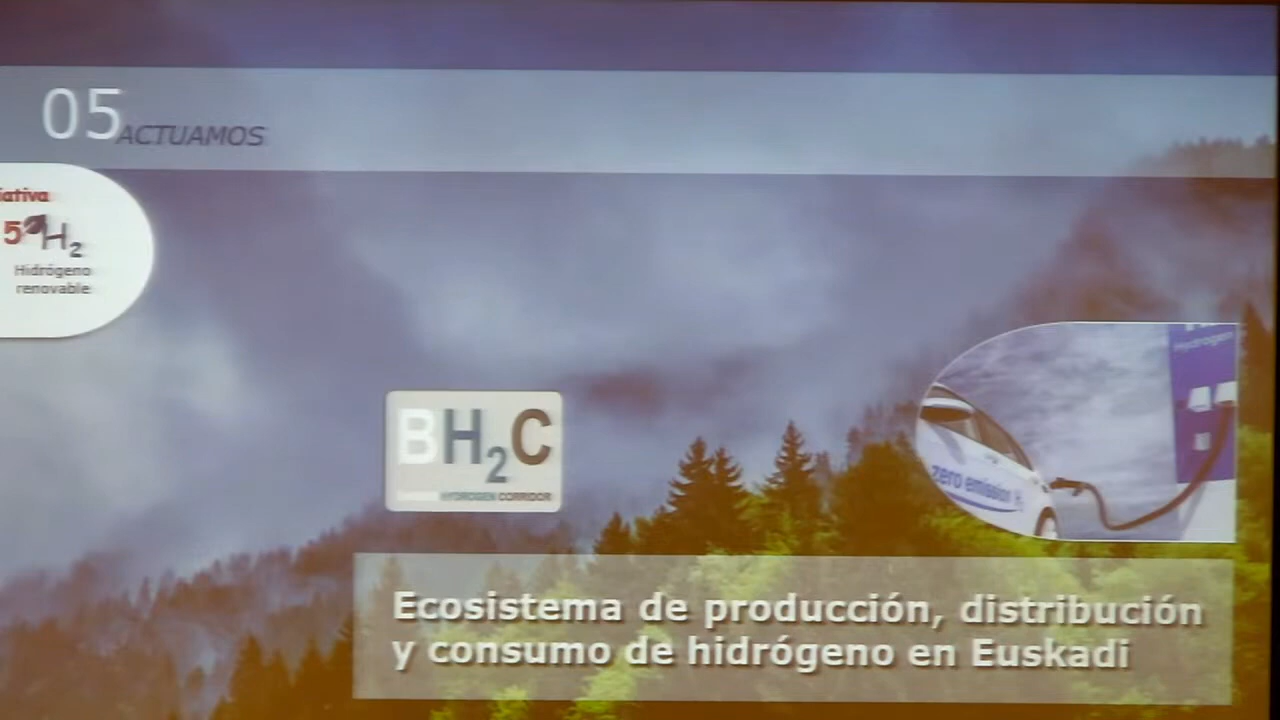 05
ACTUAMOS
iativa
5 H2
Hidrógeno
renovable
BH2C
HYDROGEN CORRIDOR
Hydrogen
zero emission
Ecosistema de producción, distribución
y consumo de hidrógeno en Euskadi